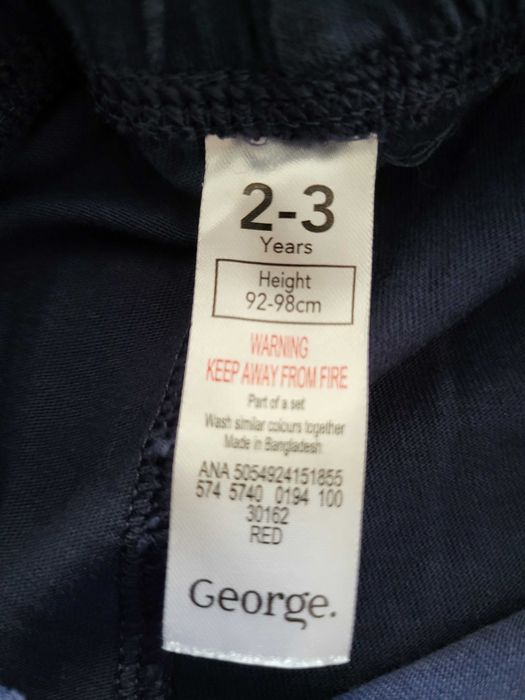 2-3
Years
Height
92-98cm
WARNING
KEEP AWAY FROM FIRE
Part of a set
Wash similar colours together
Made in Bangladesh
ANA 5054924151855
574 5740 0194 100
30162
RED
George.